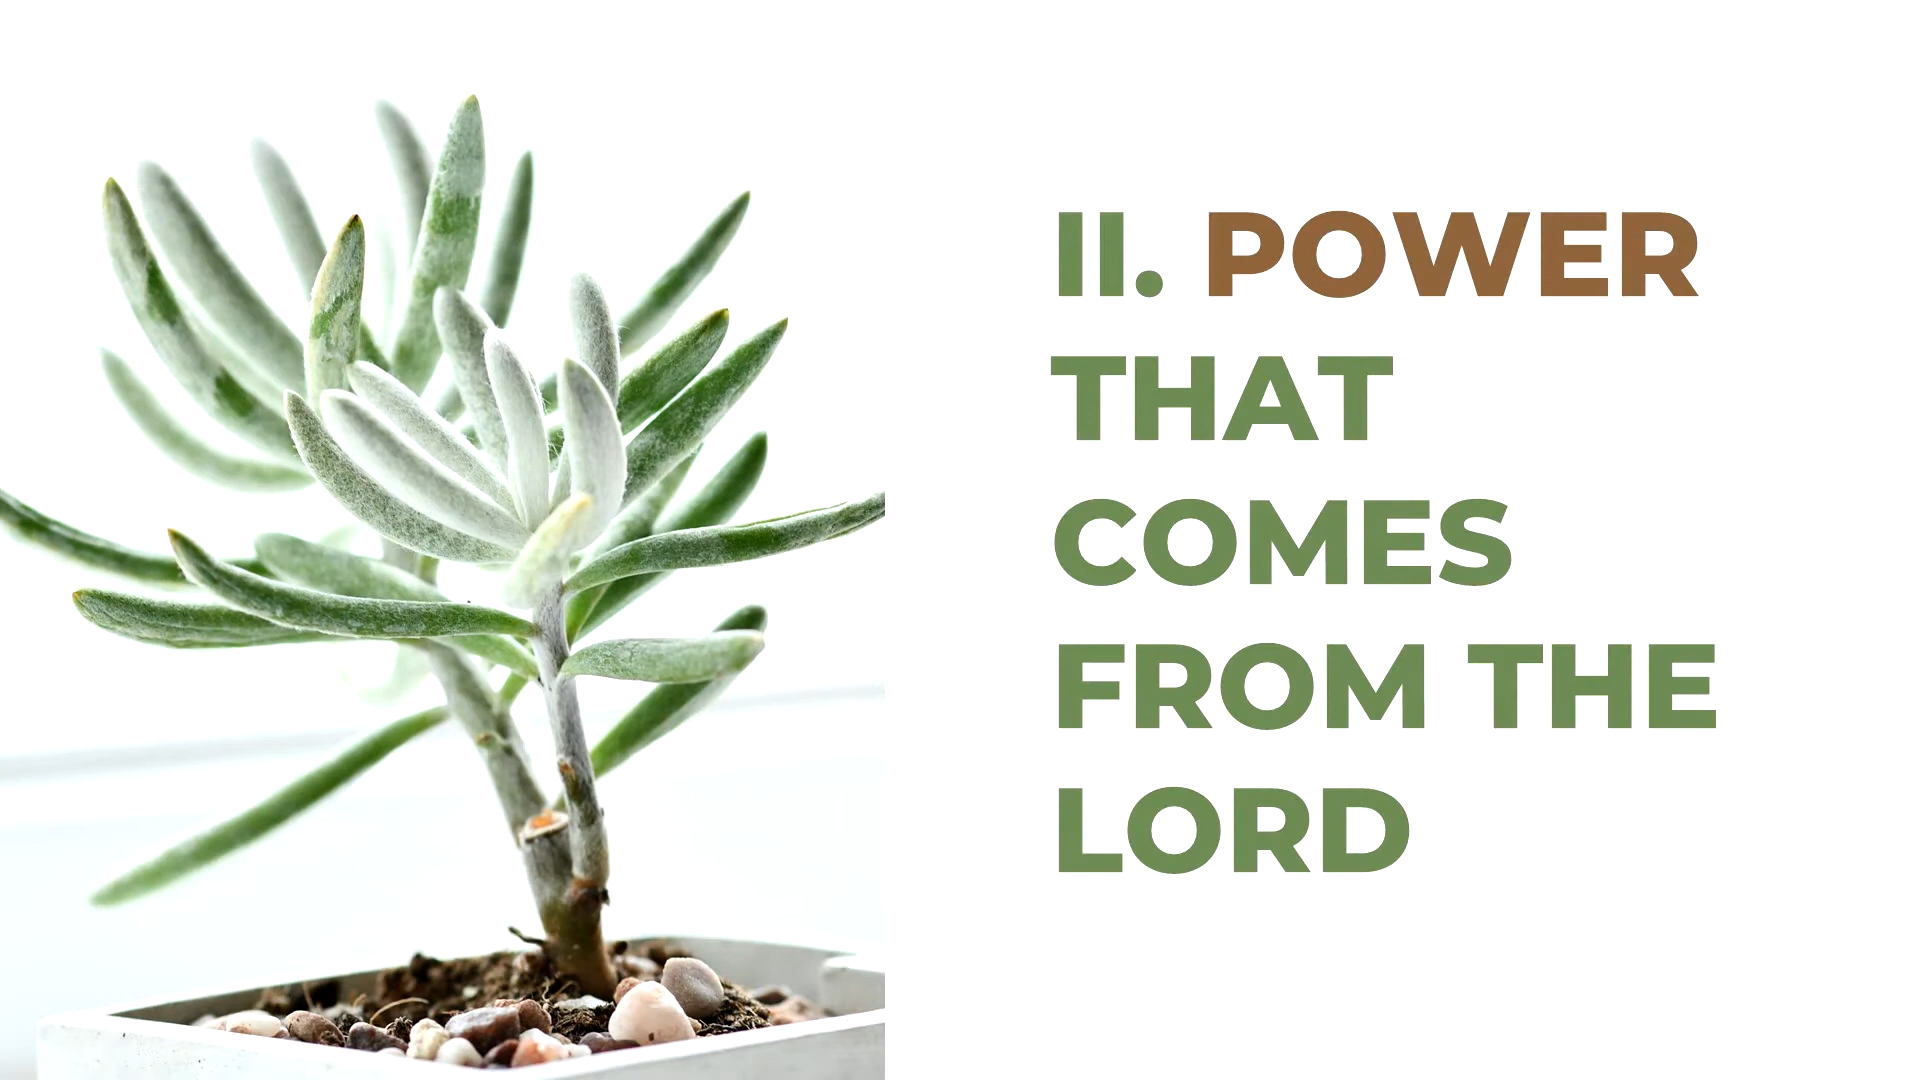 II. POWER
THAT
COMES
FROM THE
LORD